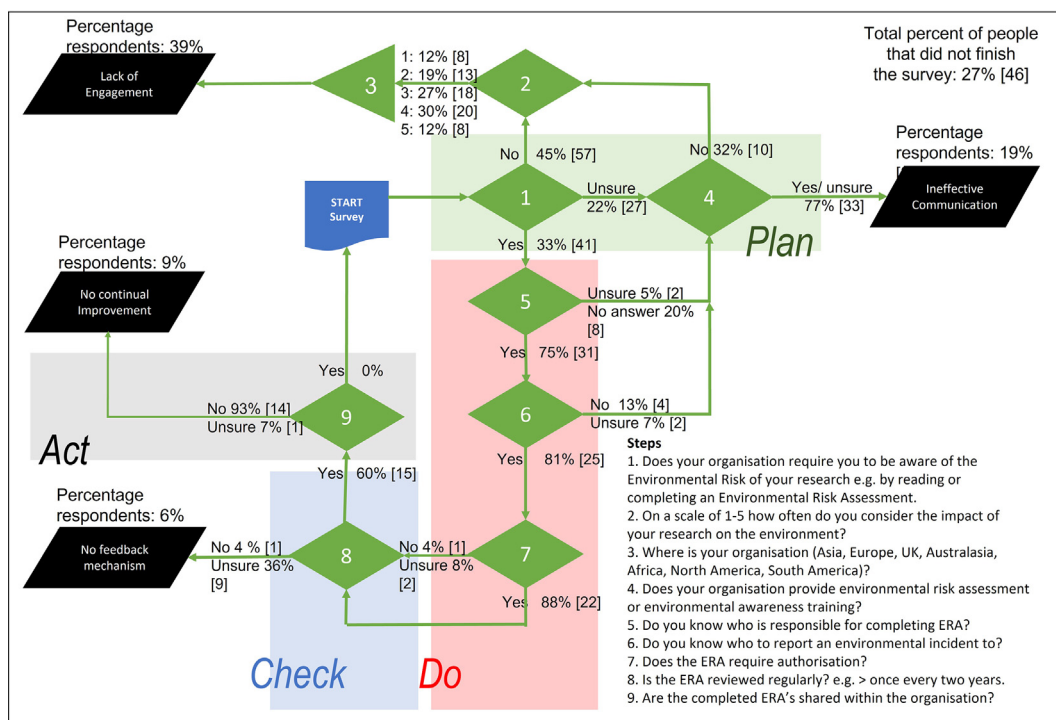 Percentage
respondents: 39%
Lack of
Engagement
3
1: 12% [8]
2: 19% [13]
3: 27% [18]
4: 30% [20]
5: 12% [8]
2
Total percent of people
that did not finish
the survey: 27% [46]
No 45% [57]
No 32% [10]
Percentage
respondents: 19%
START
Survey
1
Unsure
22% [27]
4
Yes/ unsure
77% [33]
Ineffective
Communication
Yes 33% [41]
Plan
Percentage
respondents: 9%
No continual
Improvement
5
Unsure 5% [2]
No answer 20%
[8]
Yes 75% [31]
Yes 0%
No 93% [14]
Unsure 7% [1]
9
6
No 13% [4]
Unsure 7% [2]
Act
Yes 60% [15]
Yes 81% [25]
Percentage
respondents: 6%
No feedback
mechanism
No 4 % [1]
Unsure 36%
[9]
8
No 4% [1]
Unsure 8%
[2]
7
Yes 88% [22]
Check
Do
Steps
1. Does your organisation require you to be aware of the
Environmental Risk of your research e.g. by reading or
completing an Environmental Risk Assessment.
2. On a scale of 1-5 how often do you consider the impact of
your research on the environment?
3. Where is your organisation (Asia, Europe, UK, Australasia,
Africa, North America, South America)?
4. Does your organisation provide environmental risk assessment
or environmental awareness training?
5. Do you know who is responsible for completing ERA?
6. Do you know who to report an environmental incident to?
7. Does the ERA require authorisation?
8. Is the ERA reviewed regularly? e.g. > once every two years.
9. Are the completed ERA's shared within the organisation?